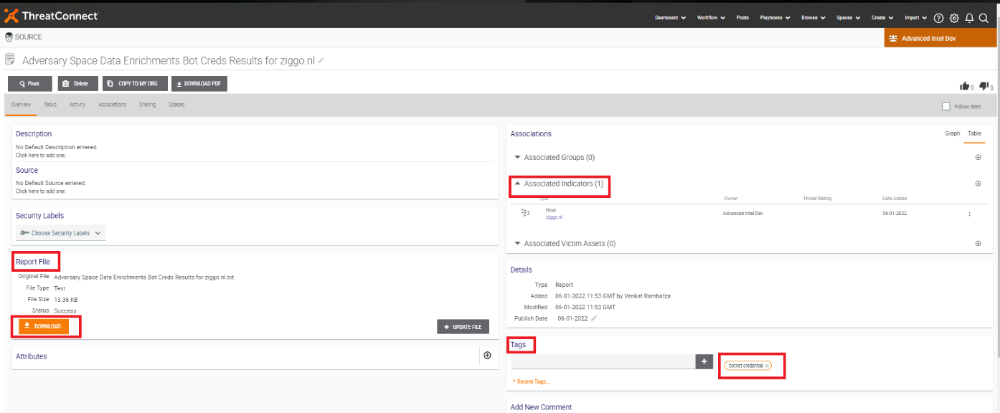 ThreatConnect
Dashboard Workflow Posts Playbooks Browse Spaces Create Import
SOURCE
Advanced Intel Dev
Adversary Space Data Enrichments Bot Creds Results for ziggo.nl
Pivot Delete COPY TO MY ORG DOWNLOAD PDF
0 0
Overview Tasks Activity Associations Sharing Spaces
Follow Item
Description
No Default Description entered.
Click here to add one.
Source
No Default Source entered.
Click here to add one.
Security Labels
Choose Security Labels
Report File
Original File Adversary Space Data Enrichments Bot Creds Results for ziggo.nl.txt
File Type Text
File Size 13.36 KB
Status Success
DOWNLOAD
+ UPDATE FILE
Attributes
Associations
Graph Table
Associated Groups (0)
Associated Indicators (1)
Type Owner Threat Rating Date Added
Host
ziggo.nl
Advanced Intel Dev 06-01-2022
Associated Victim Assets (0)
Details
Type Report
Added 06-01-2022 11:53 GMT by Venkat Rambatza
Modified 06-01-2022 11:53 GMT
Publish Date 06-01-2022
Tags
+
botnet credential
> Recent Tags...
Add New Comment